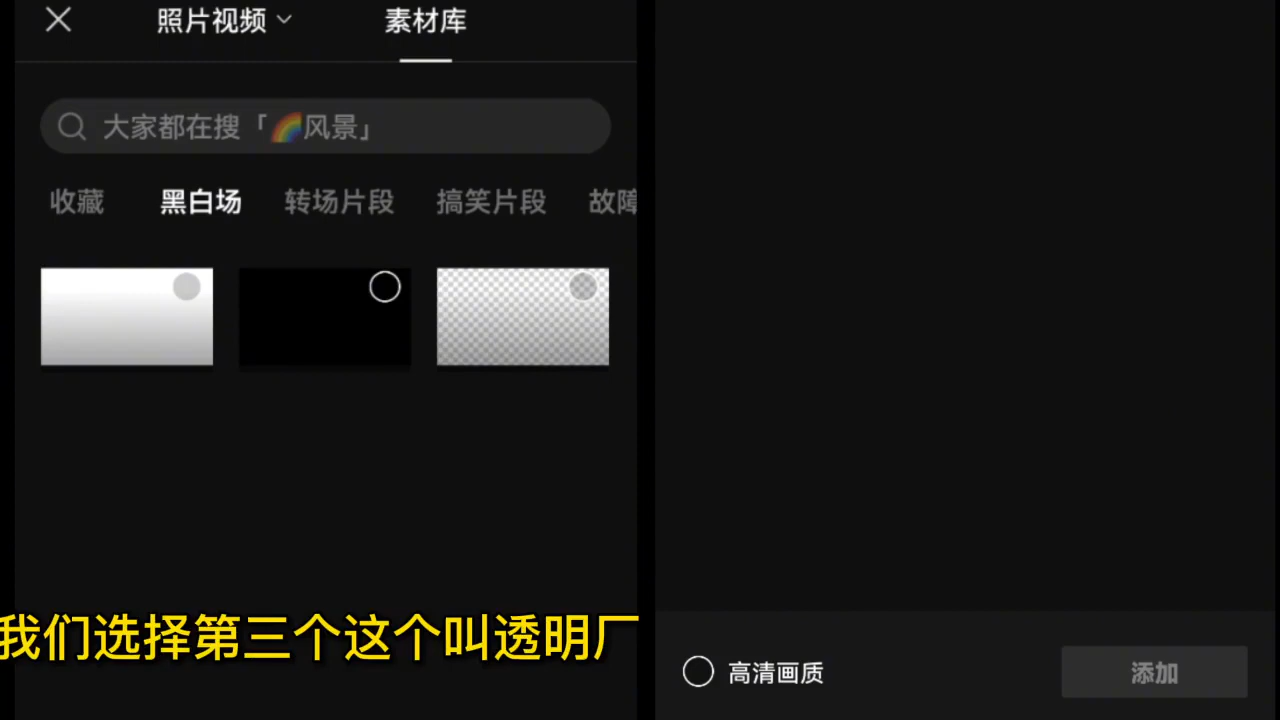 照片视频
素材库
大家都在搜「🌈风景」
收藏
黑白场
转场片段
搞笑片段
故障
我们选择第三个这个叫透明厂
高清画质
添加